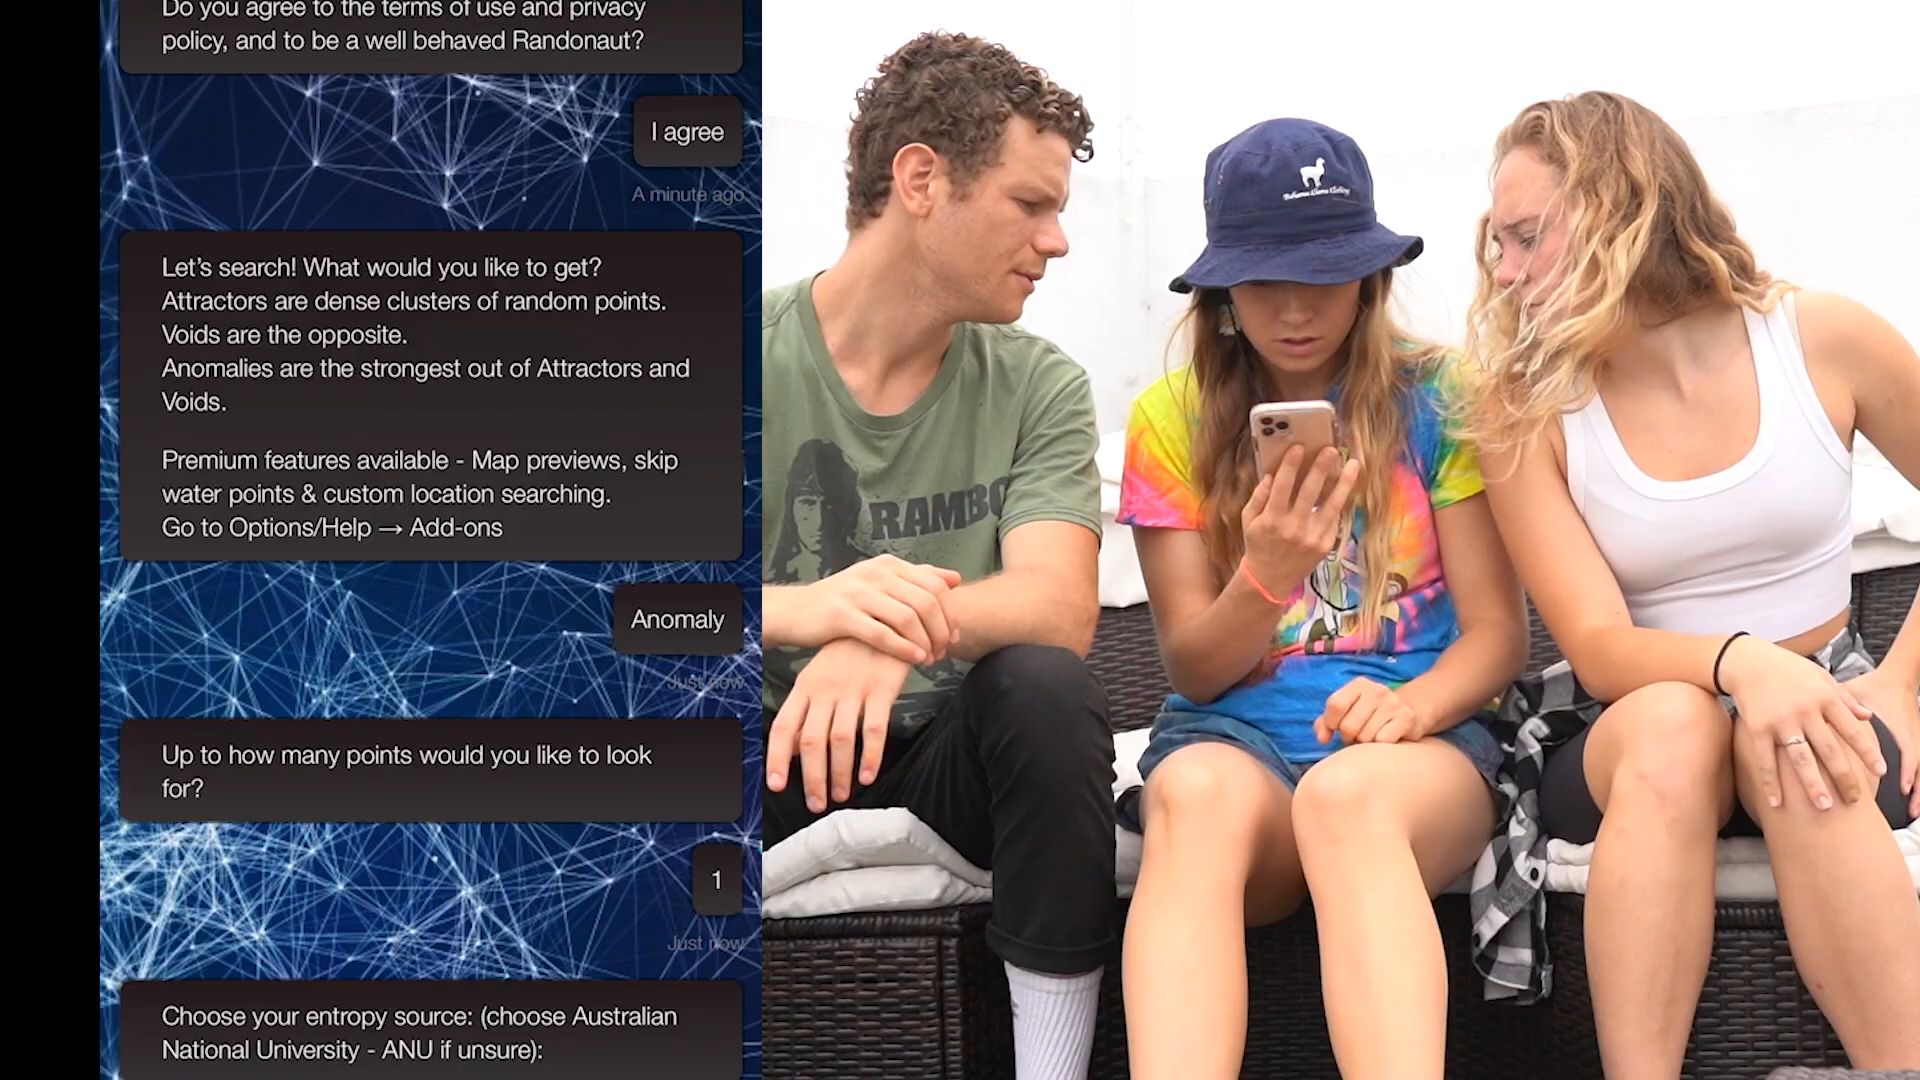 Do you agree to the terms of use and privacy
policy, and to be a well behaved Randonaut?
I agree
A minute ago
Let's search! What would you like to get?
Attractors are dense clusters of random points.
Voids are the opposite.
Anomalies are the strongest out of Attractors and
Voids.
Premium features available - Map previews, skip
water points & custom location searching.
Go to Options/Help → Add-ons
Anomaly
Just now
Up to how many points would you like to look
for?
1
Just now
Choose your entropy source: (choose Australian
National University - ANU if unsure):
Bahama Llama Clothing
RAMBO